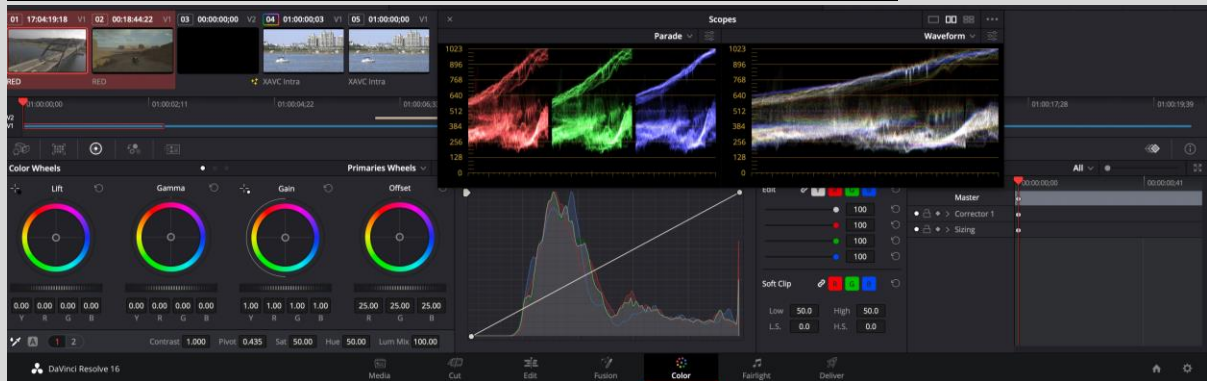 01 17:04:19:18 V1 02 00:18:44:22 V1 03 00:00:00;00 V2 04 01:00:00;03 V1 05 01:00:00;00 V1
RED RED XAVC Intra XAVC Intra
× Scopes •••
Parade Waveform
1023 1023
896 896
768 768
640 640
512 512
384 384
256 256
128 128
0 0
01:00:00;00 01:00:02;11 01:00:04;22 01:00:06;3 01:00:17;28 01:00:19;39
V2
V1
Color Wheels Primaries Wheels
Lift Gamma Gain Offset
0.00 0.00 0.00 0.00 0.00 0.00 0.00 0.00 1.00 1.00 1.00 1.00 25.00 25.00 25.00
Y R G B Y R G B Y R G B R G B
A 1 2 Contrast 1.000 Pivot 0.435 Sat 50.00 Hue 50.00 Lum Mix 100.00
Edit Y R G B
100
100
100
100
Soft Clip R G B
Low 50.0 High 50.0
L.S. 0.0 H.S. 0.0
All
00:00:00;00 00:00:00;41
Master
Corrector 1
Sizing
DaVinci Resolve 16
Media Cut Edit Fusion Color Fairlight Deliver